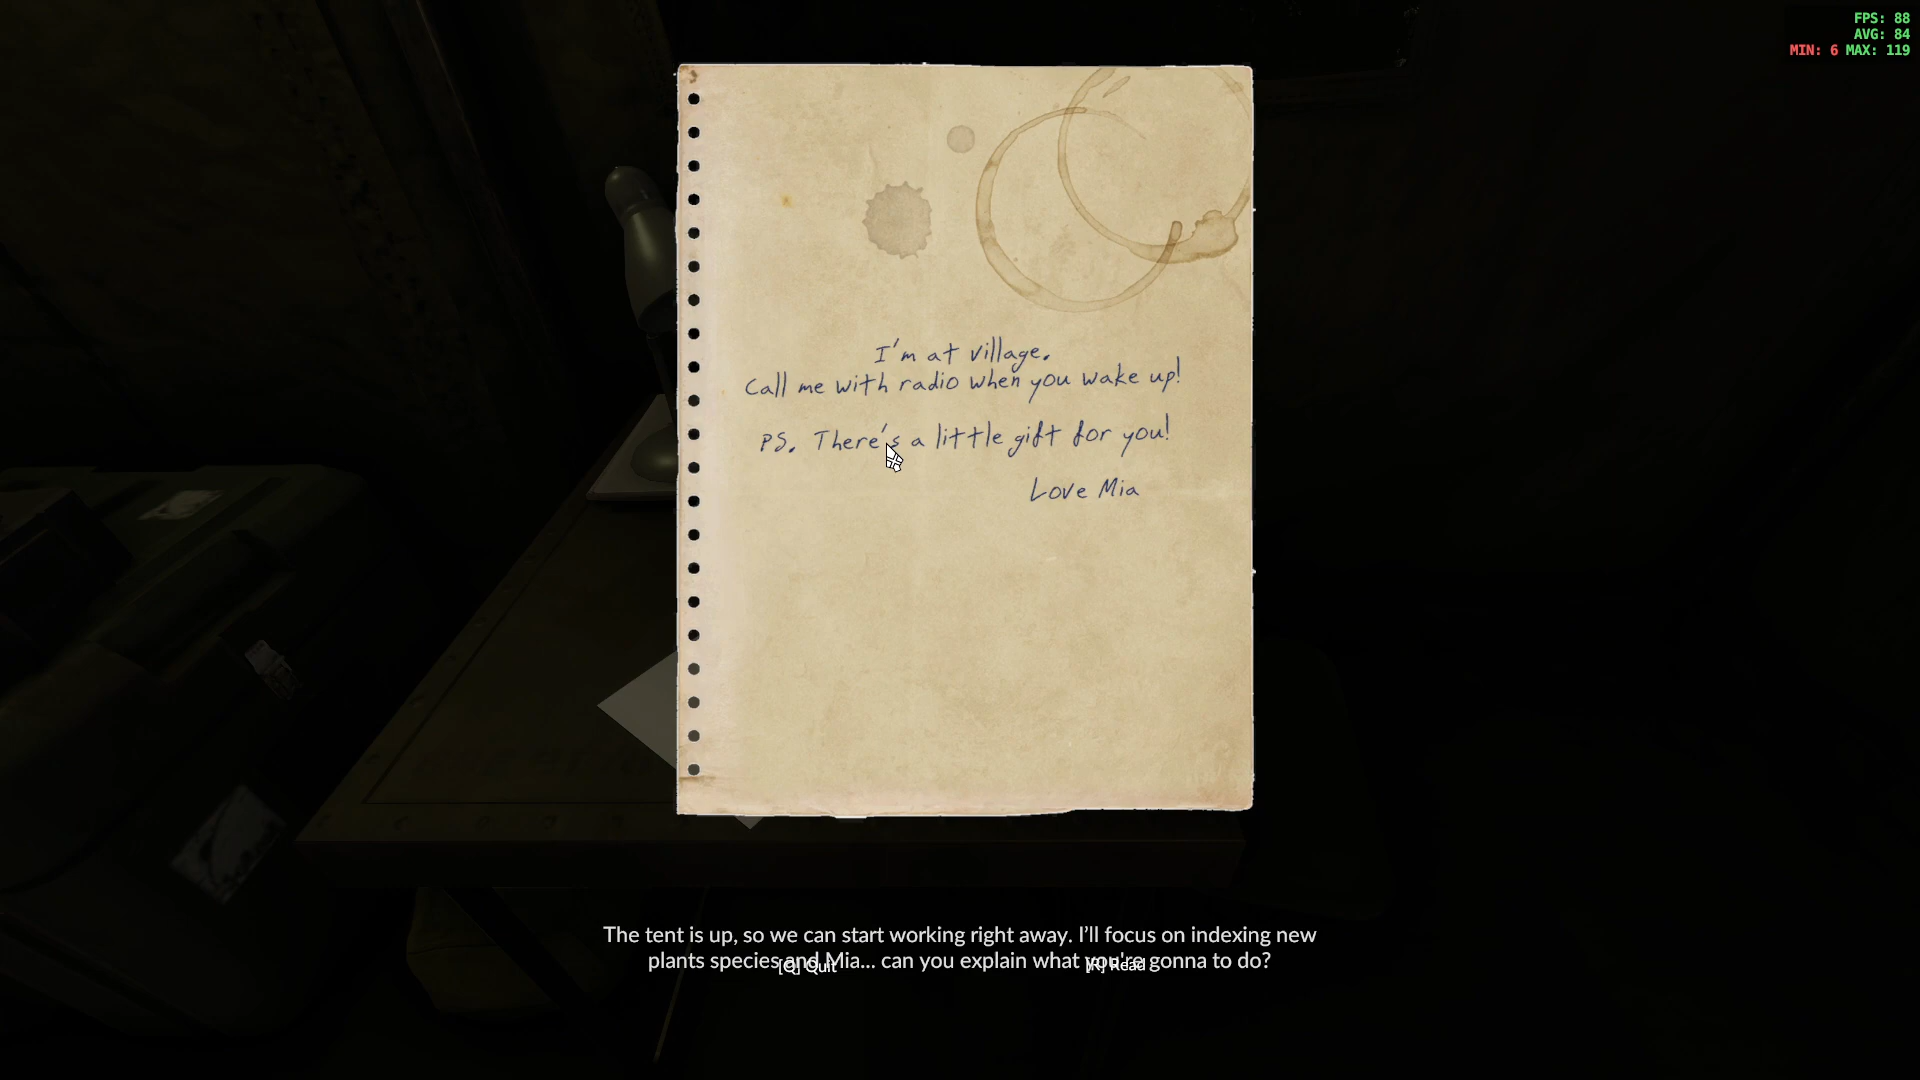 FPS: 88
AVG: 84
MIN: 6 MAX: 119
I'm at village.
Call me with radio when you wake up!
PS. There's a little gift for you!
Love Mia
The tent is up, so we can start working right away. I'll focus on indexing new
plants species and Mia... can you explain what you're gonna to do?
[Q] Quit
[R] Read